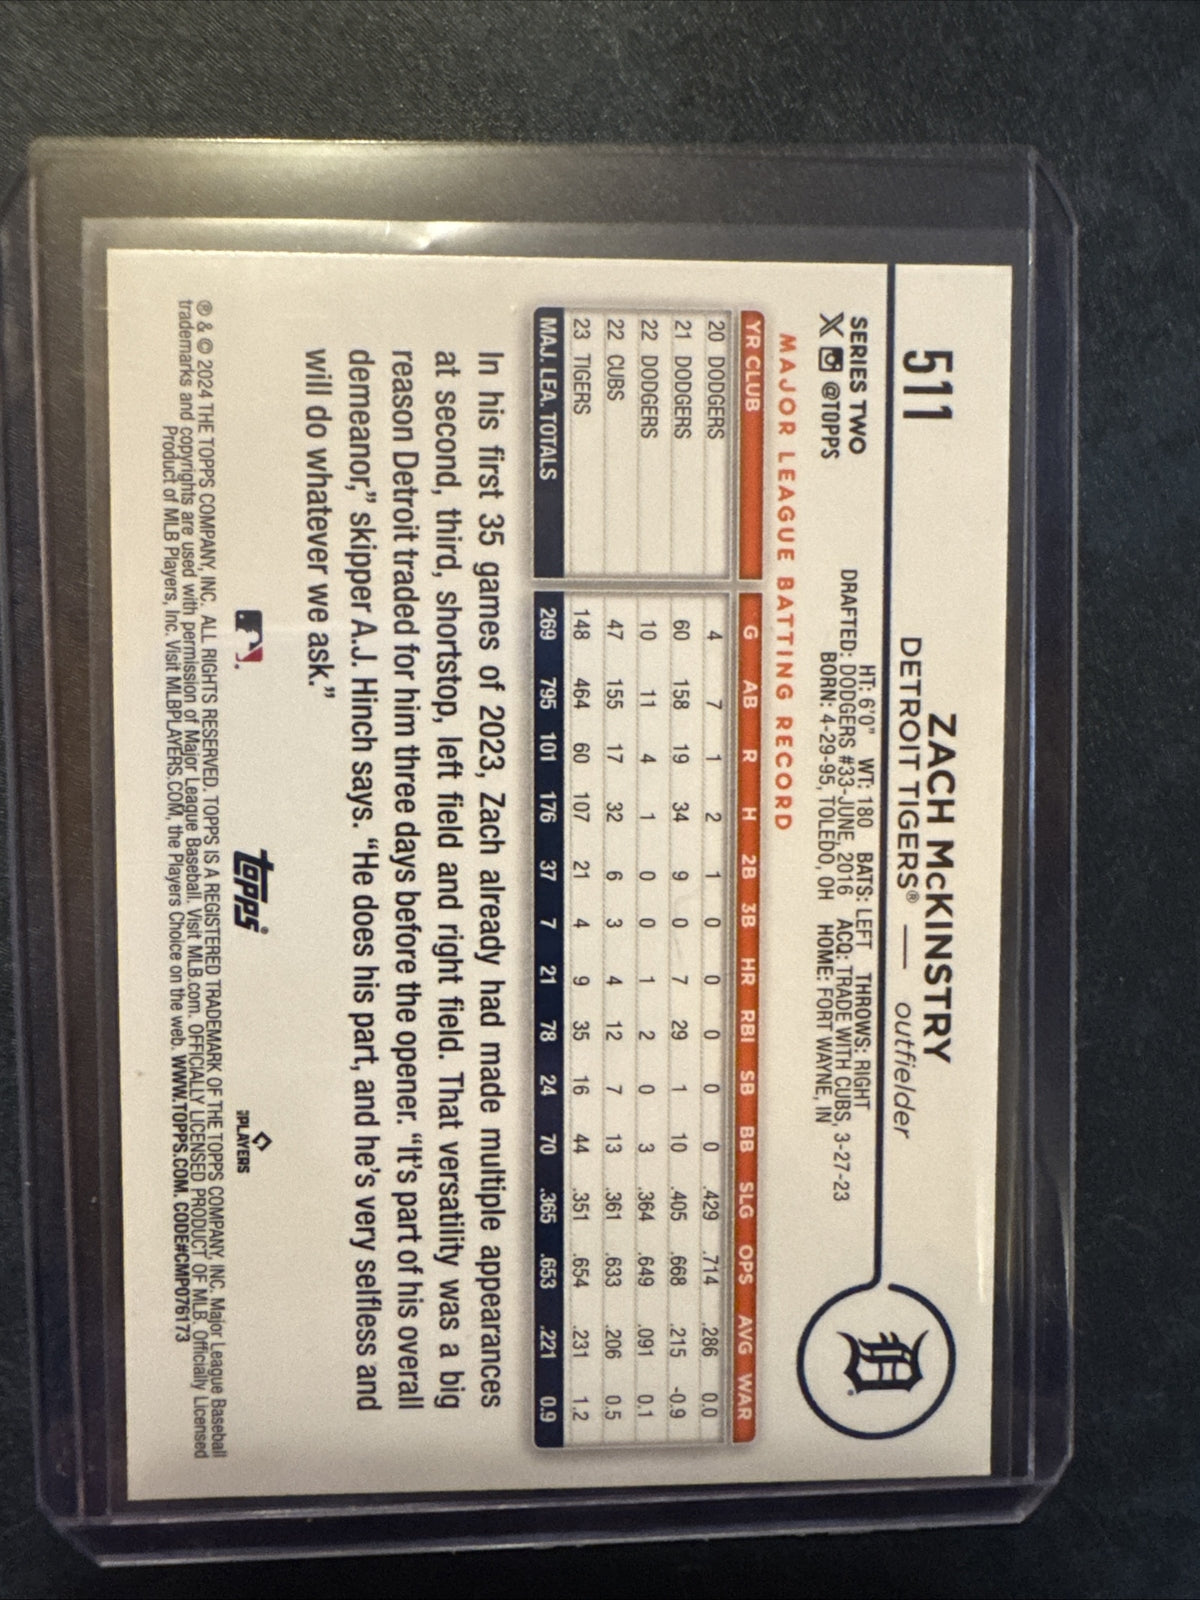 511
ZACH McKINSTRY
DETROIT TIGERS® — outfielder
SERIES TWO
@TOPPS
HT: 6'0" WT: 180 BATS: LEFT THROWS: RIGHT
DRAFTED: DODGERS #33-JUNE, 2016 ACQ: TRADE WITH CUBS, 3-27-23
BORN: 4-29-95, TOLEDO, OH HOME: FORT WAYNE, IN
MAJOR LEAGUE BATTING RECORD
YR CLUB G AB R H 2B 3B HR RBI SB BB SLG OPS AVG WAR
20 DODGERS 4 7 1 2 1 0 0 0 0 0 .429 .714 .286 0.0
21 DODGERS 60 158 19 34 9 0 7 29 1 10 .405 .668 .215 -0.9
22 DODGERS 10 11 4 1 0 0 1 2 0 3 .364 .649 .091 0.1
22 CUBS 47 155 17 32 6 3 4 12 7 13 .361 .633 .206 0.5
23 TIGERS 148 464 60 107 21 4 9 35 16 44 .351 .654 .231 1.2
MAJ. LEA. TOTALS 269 795 101 176 37 7 21 78 24 70 .365 .653 .221 0.9
In his first 35 games of 2023, Zach already had made multiple appearances
at second, third, shortstop, left field and right field. That versatility was a big
reason Detroit traded for him three days before the opener. “It's part of his overall
demeanor,” skipper A.J. Hinch says. “He does his part, and he's very selfless and
will do whatever we ask.”
topps®
PLAYERS
® & © 2024 THE TOPPS COMPANY, INC. ALL RIGHTS RESERVED. TOPPS IS A REGISTERED TRADEMARK OF THE TOPPS COMPANY, INC. Major League Baseball
trademarks and copyrights are used with permission of Major League Baseball. Visit MLB.com. OFFICIALLY LICENSED PRODUCT OF MLB. Officially Licensed
Product of MLB Players, Inc. Visit MLBPLAYERS.COM, the Players Choice on the web. WWW.TOPPS.COM. CODE#CMP076173